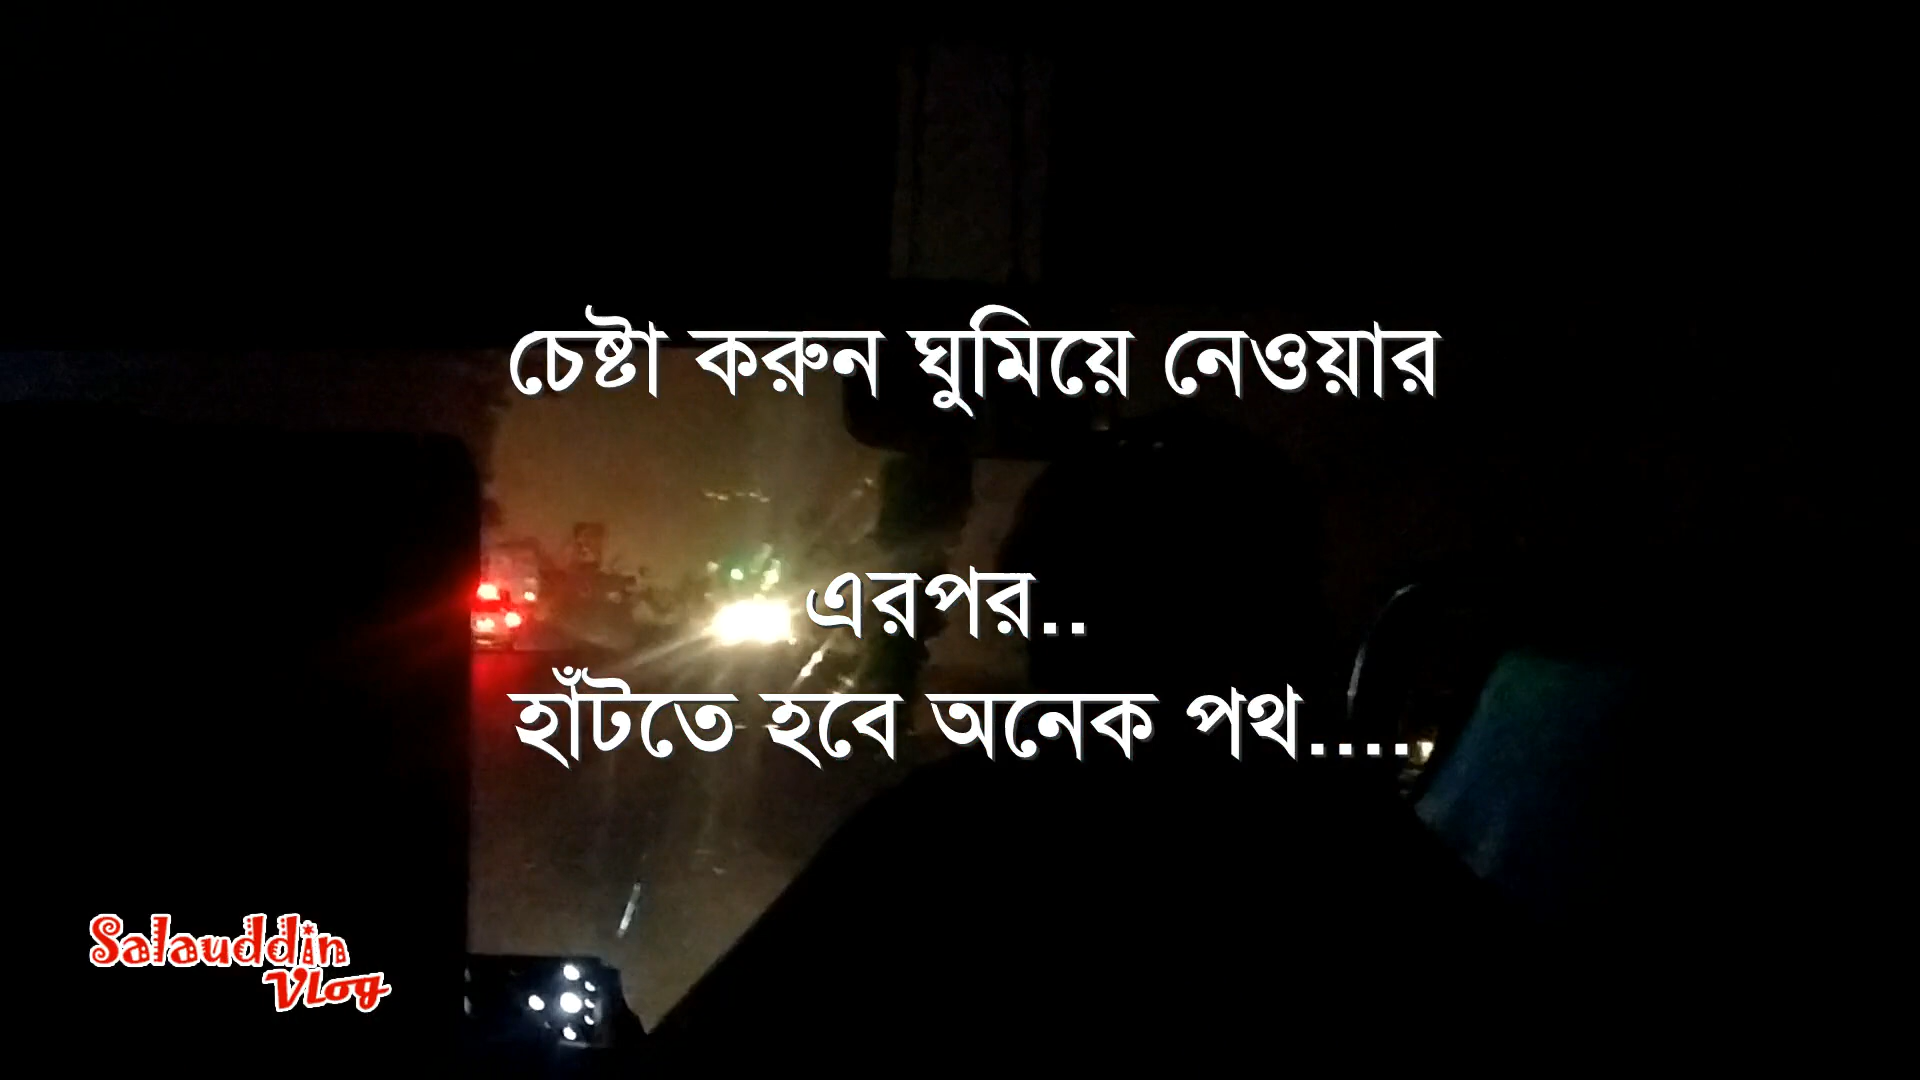 চেষ্টা করুন ঘুমিয়ে নেওয়ার
এরপর..
হাঁটতে হবে অনেক পথ....
Salauddin
Vlog